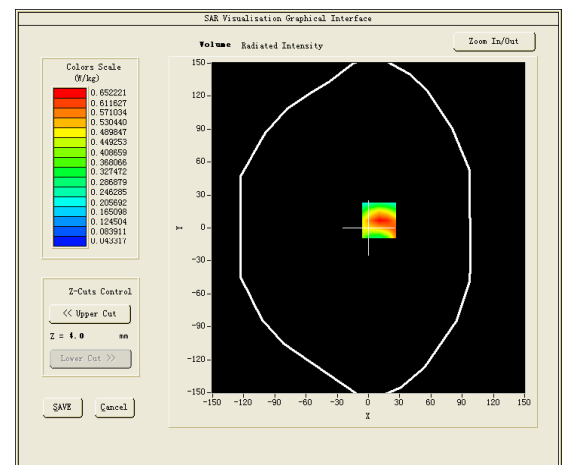 SAR Visualisation Graphical Interface
Volume Radiated Intensity
Zoom In/Out
Colors Scale
(W/kg)
0.652221
0.611627
0.571034
0.530440
0.489847
0.449253
0.408659
0.368066
0.327472
0.286879
0.246285
0.205692
0.165098
0.124504
0.083911
0.043317
Z-Cuts Control
<< Upper Cut
Z = 4.0 mm
Lower Cut >>
SAVE Cancel
150
120
90
60
30
0
-30
-60
-90
-120
-150
Y
-150 -120 -90 -60 -30 0 30 60 90 120 150
X